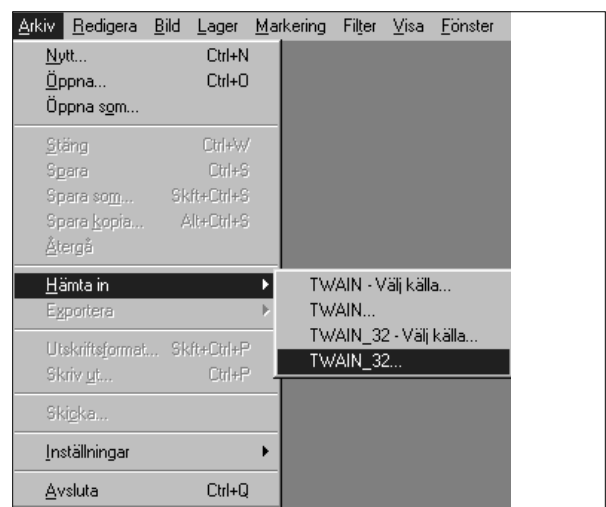 Arkiv Redigera Bild Lager Markering Filter Visa Fönster
Nytt... Ctrl+N
Öppna... Ctrl+O
Öppna som...
Stäng Ctrl+W
Spara Ctrl+S
Spara som... Skft+Ctrl+S
Spara kopia... Alt+Ctrl+S
Återgå
Hämta in
Exportera
Utskriftsformat... Skft+Ctrl+P
Skriv ut... Ctrl+P
Skicka...
Inställningar
Avsluta Ctrl+Q
TWAIN - Välj källa...
TWAIN...
TWAIN_32 - Välj källa...
TWAIN_32...